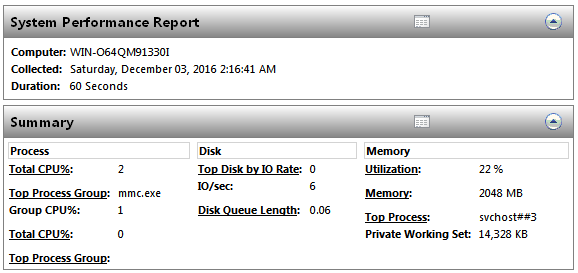 System Performance Report
Computer: WIN-O64QM91330I
Collected: Saturday, December 03, 2016 2:16:41 AM
Duration: 60 Seconds
Summary
Process
Total CPU%: 2
Top Process Group: mmc.exe
Group CPU%: 1
Total CPU%: 0
Top Process Group:
Disk
Top Disk by IO Rate: 0
IO/sec: 6
Disk Queue Length: 0.06
Memory
Utilization: 22 %
Memory: 2048 MB
Top Process: svchost##3
Private Working Set: 14,328 KB